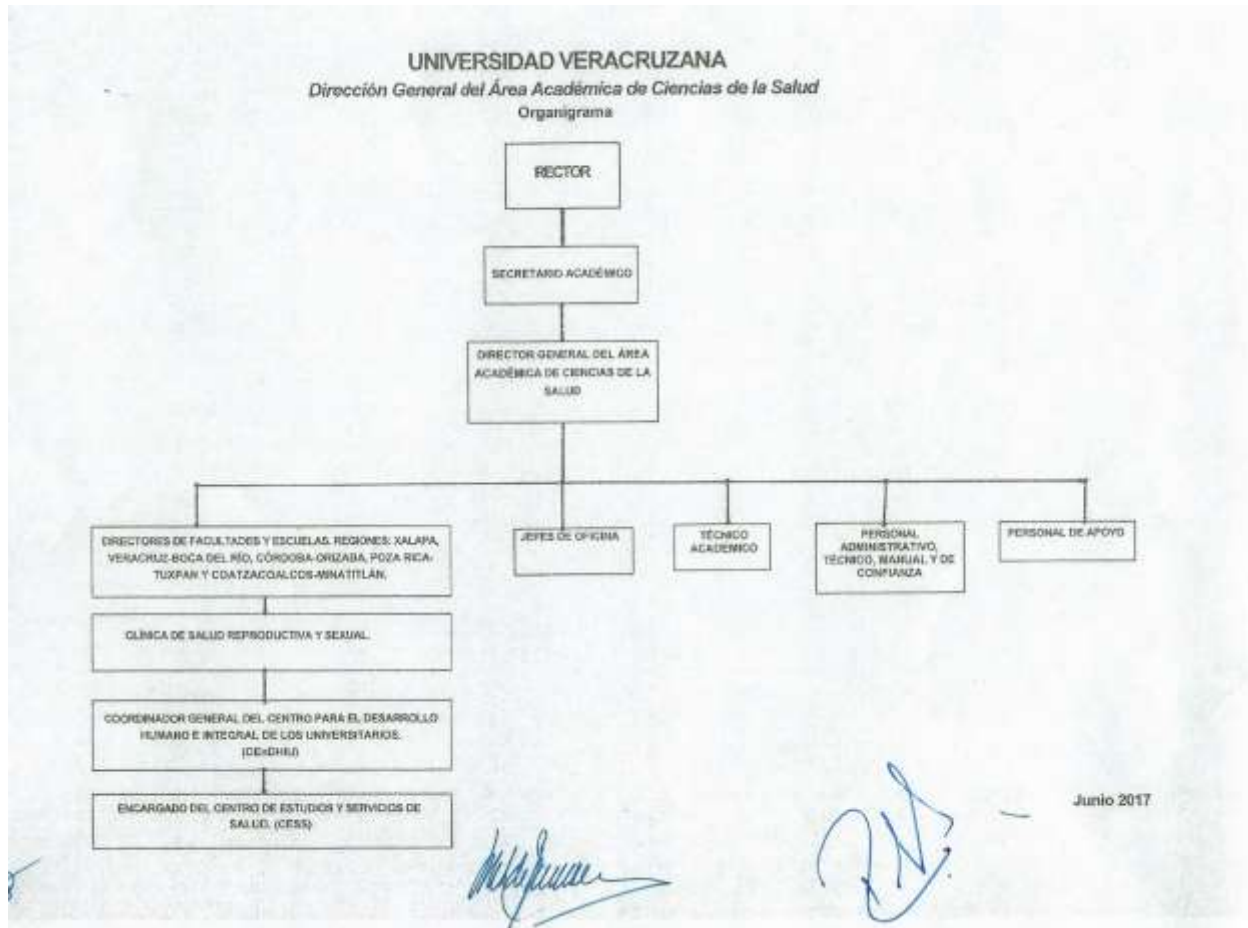 UNIVERSIDAD VERACRUZANA
Dirección General del Área Académica de Ciencias de la Salud
Organigrama
RECTOR
SECRETARIO ACADÉMICO
DIRECTOR GENERAL DEL ÁREA
ACADÉMICA DE CIENCIAS DE LA
SALUD
DIRECTORES DE FACULTADES Y ESCUELAS. REGIONES: XALAPA,
VERACRUZ-BOCA DEL RÍO, CÓRDOBA-ORIZABA, POZA RICA-
TUXPAN Y COATZACOALCOS-MINATITLÁN.
JEFES DE OFICINA
TÉCNICO
ACADEMICO
PERSONAL
ADMINISTRATIVO,
TÉCNICO, MANUAL Y DE
CONFIANZA
PERSONAL DE APOYO
CLÍNICA DE SALUD REPRODUCTIVA Y SEXUAL.
COORDINADOR GENERAL DEL CENTRO PARA EL DESARROLLO
HUMANO E INTEGRAL DE LOS UNIVERSITARIOS.
(CEnDHIU)
ENCARGADO DEL CENTRO DE ESTUDIOS Y SERVICIOS DE
SALUD. (CESS)
Junio 2017